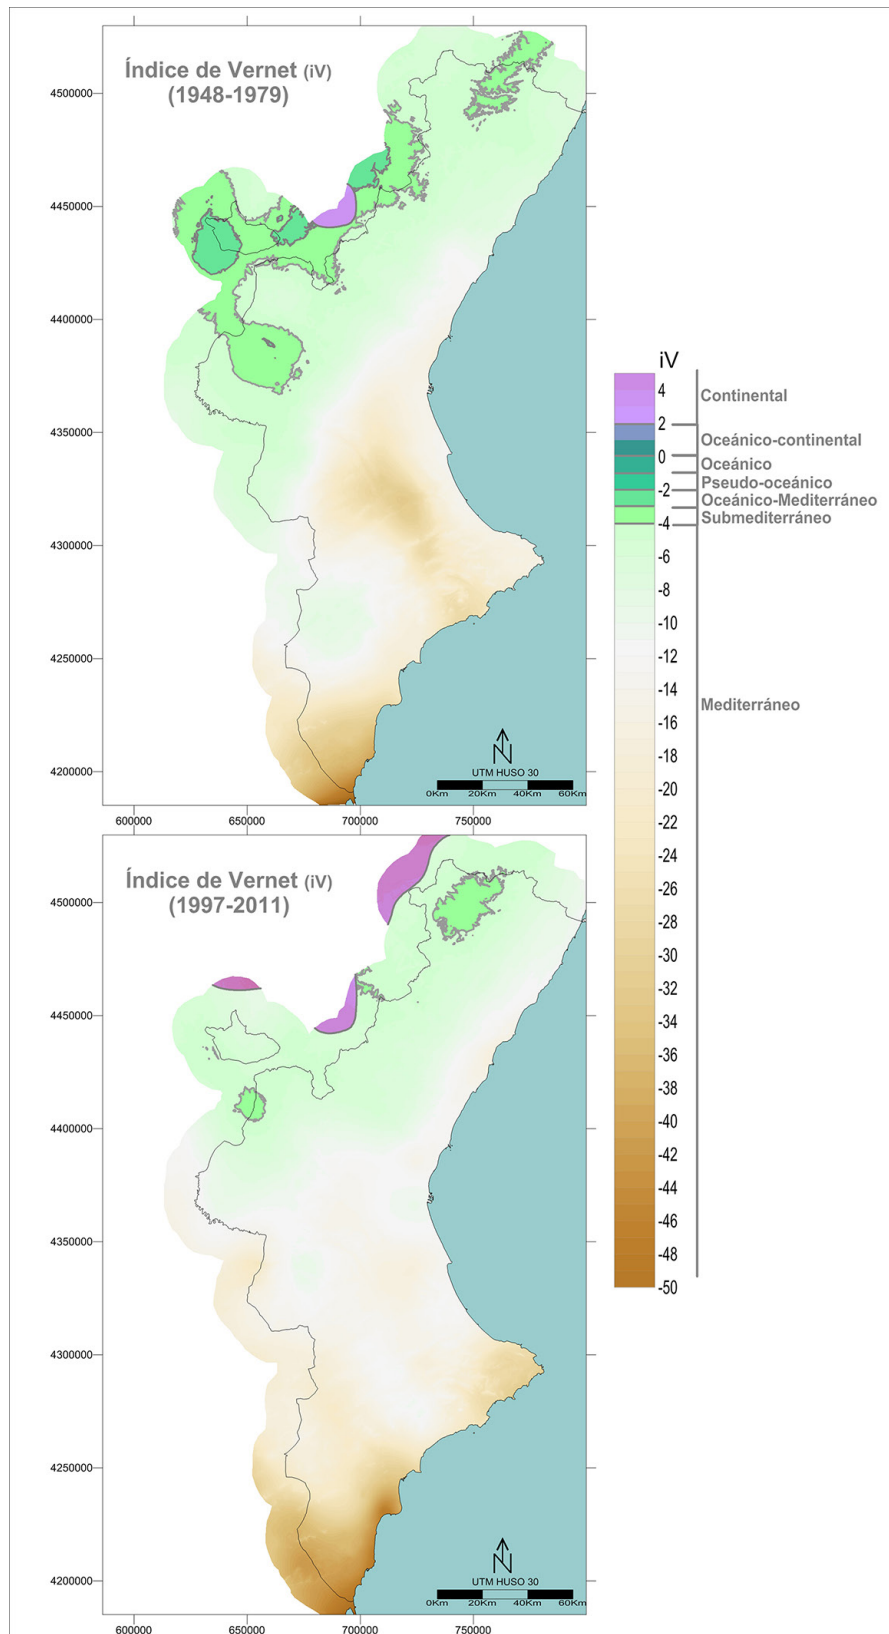 Índice de Vernet (iV)
(1948-1979)
4500000
4450000
4400000
4350000
4300000
4250000
4200000
N
UTM HUSO 30
0Km 20Km 40Km 60Km
600000 650000 700000 750000
iV
4
2
0
-2
-4
-6
-8
-10
-12
-14
-16
-18
-20
-22
-24
-26
-28
-30
-32
-34
-36
-38
-40
-42
-44
-46
-48
-50
Continental
Oceánico-continental
Oceánico
Pseudo-oceánico
Oceánico-Mediterráneo
Submediterráneo
Mediterráneo
Índice de Vernet (iV)
(1997-2011)
4500000
4450000
4400000
4350000
4300000
4250000
4200000
N
UTM HUSO 30
0Km 20Km 40Km 60Km
600000 650000 700000 750000